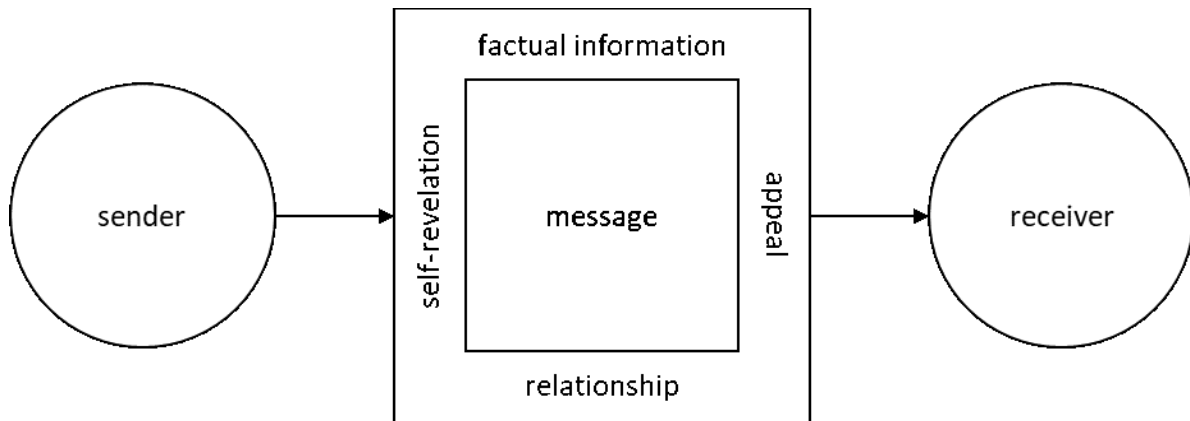 factual information
sender
self-revelation
message
appeal
receiver
relationship